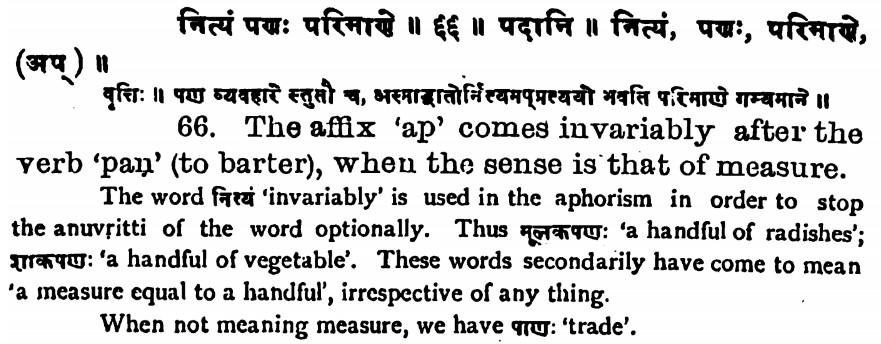 नित्यं पणः परिमाणे ॥ ६६ ॥ पदानि ॥ नित्यं, पणः, परिमाणे,
(अप्) ॥
वृत्तिः ॥ पण व्यवहारे स्तुतौ च, अस्माद्धातोर्नित्यमप्प्रत्ययो भवति परिमाणे गम्यमाने ॥
66. The affix 'ap' comes invariably after the
verb 'paṇ' (to barter), when the sense is that of measure.
The word नित्यं 'invariably' is used in the aphorism in order to stop
the anuvṛitti of the word optionally. Thus मूलकपणः 'a handful of radishes';
शाकपणः 'a handful of vegetable'. These words secondarily have come to mean
'a measure equal to a handful', irrespective of any thing.
When not meaning measure, we have पाणः 'trade'.